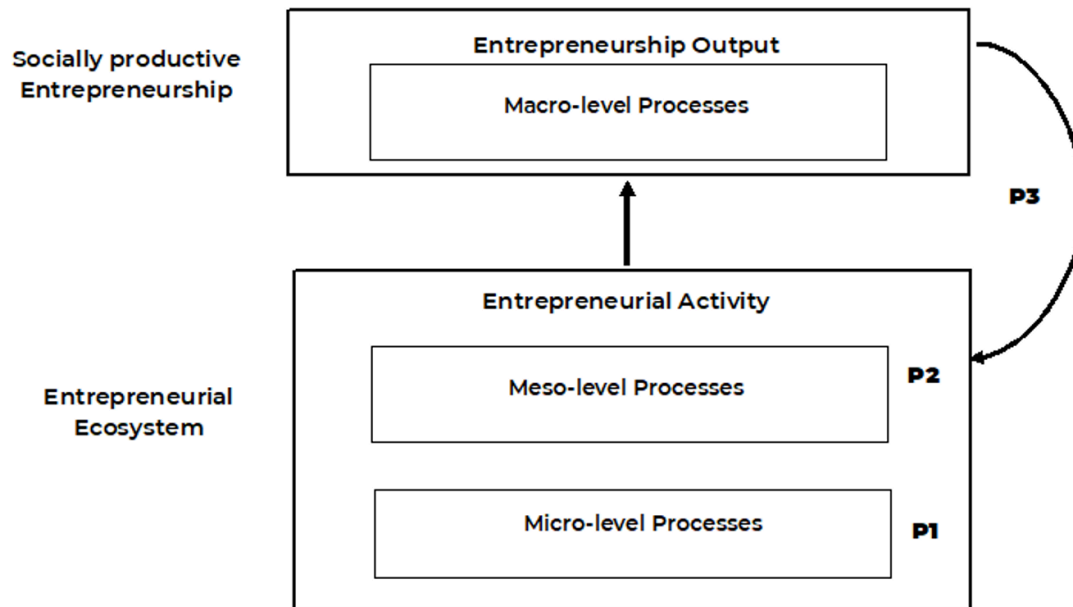 Socially productive
Entrepreneurship
Entrepreneurship Output
Macro-level Processes
P3
Entrepreneurial Activity
Meso-level Processes
P2
Entrepreneurial
Ecosystem
Micro-level Processes
P1